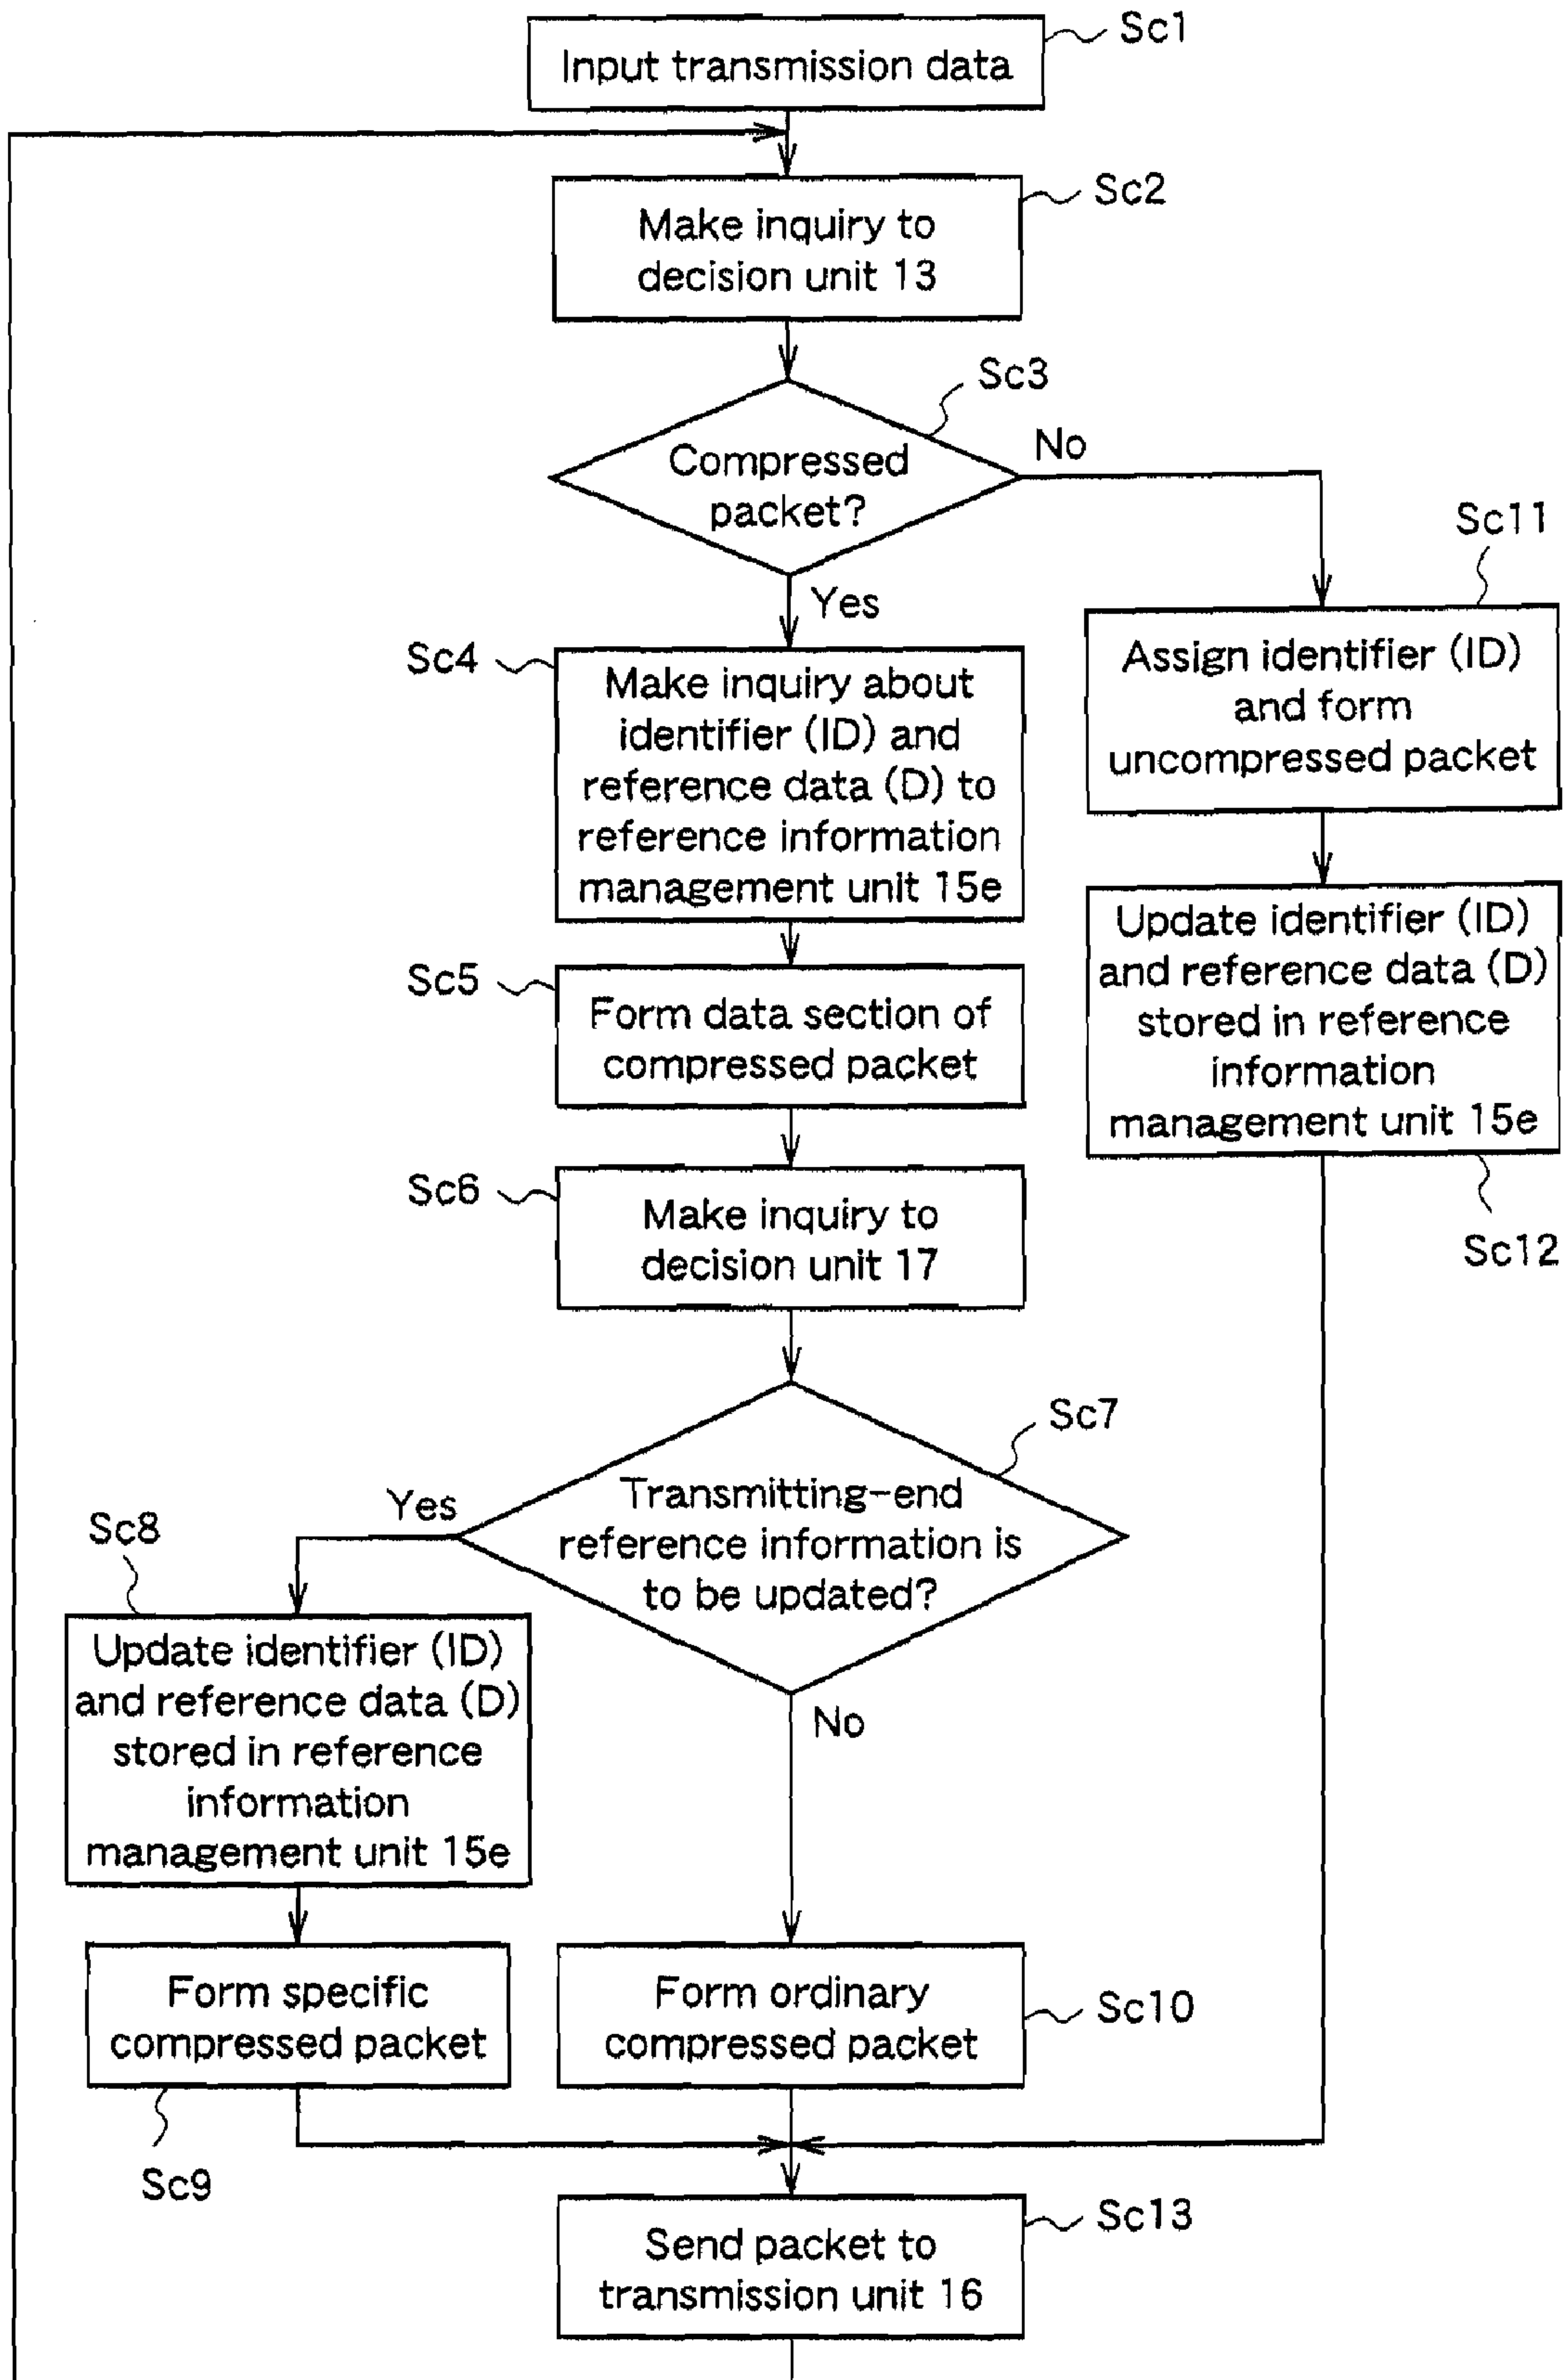 Sc1
Input transmission data
Sc2
Make inquiry to
decision unit 13
Sc3
Compressed
packet?
No
Yes
Sc11
Assign identifier (ID)
and form
uncompressed packet
Sc4
Make inquiry about
identifier (ID) and
reference data (D) to
reference information
management unit 15e
Update identifier (ID)
and reference data (D)
stored in reference
information
management unit 15e
Sc12
Sc5
Form data section of
compressed packet
Sc6
Make inquiry to
decision unit 17
Sc7
Transmitting-end
reference information is
to be updated?
Yes
No
Sc8
Update identifier (ID)
and reference data (D)
stored in reference
information
management unit 15e
Form specific
compressed packet
Sc9
Form ordinary
compressed packet
Sc10
Sc13
Send packet to
transmission unit 16